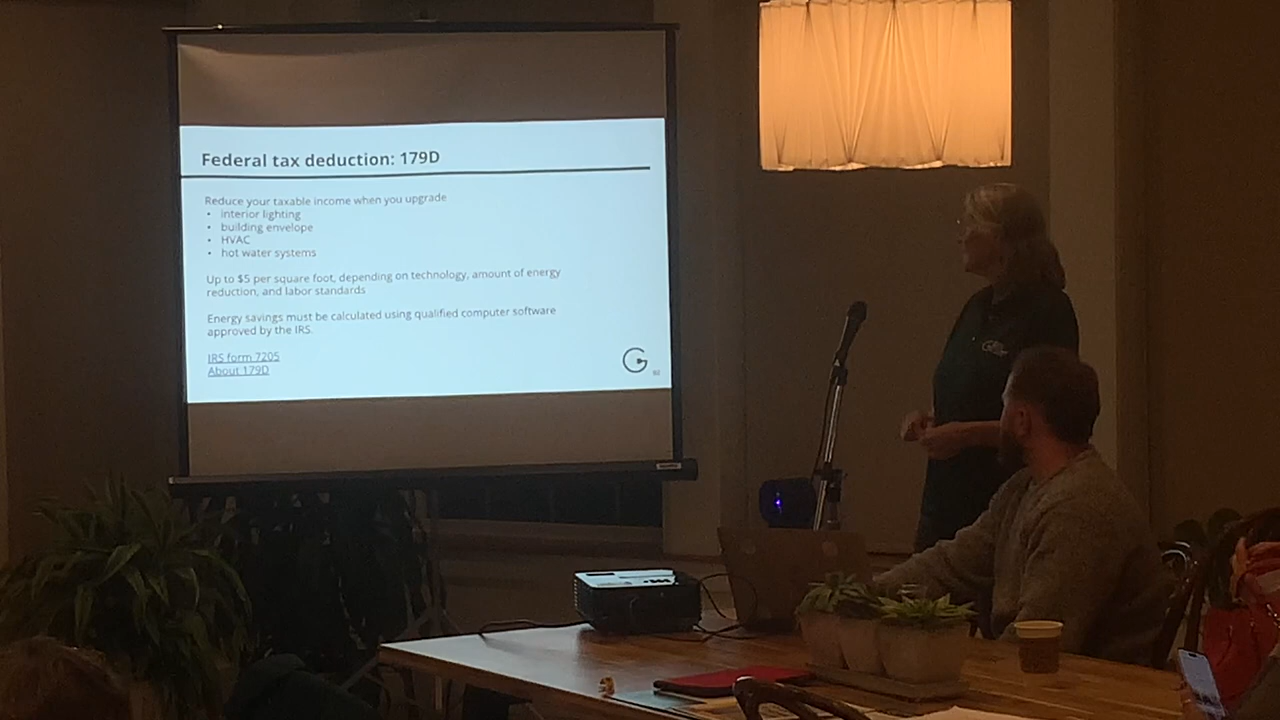 Federal tax deduction: 179D
Reduce your taxable income when you upgrade
• interior lighting
• building envelope
• HVAC
• hot water systems
Up to $5 per square foot, depending on technology, amount of energy
reduction, and labor standards
Energy savings must be calculated using qualified computer software
approved by the IRS.
IRS form 7205
About 179D
G